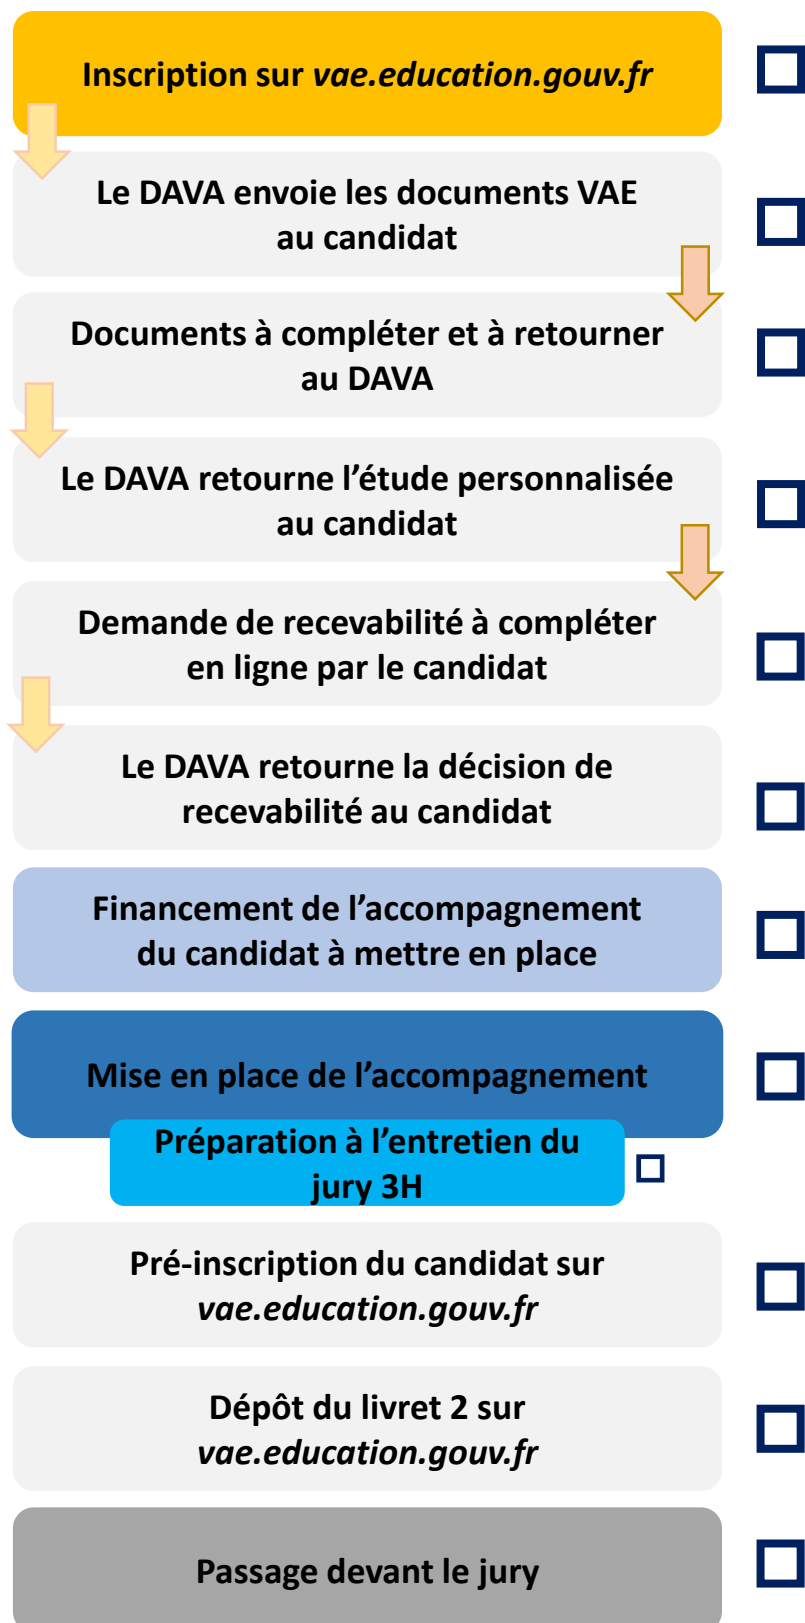 Inscription sur vae.education.gouv.fr
Le DAVA envoie les documents VAE
au candidat
Documents à compléter et à retourner
au DAVA
Le DAVA retourne l’étude personnalisée
au candidat
Demande de recevabilité à compléter
en ligne par le candidat
Le DAVA retourne la décision de
recevabilité au candidat
Financement de l’accompagnement
du candidat à mettre en place
Mise en place de l’accompagnement
Préparation à l’entretien du
jury 3H
Pré-inscription du candidat sur
vae.education.gouv.fr
Dépôt du livret 2 sur
vae.education.gouv.fr
Passage devant le jury